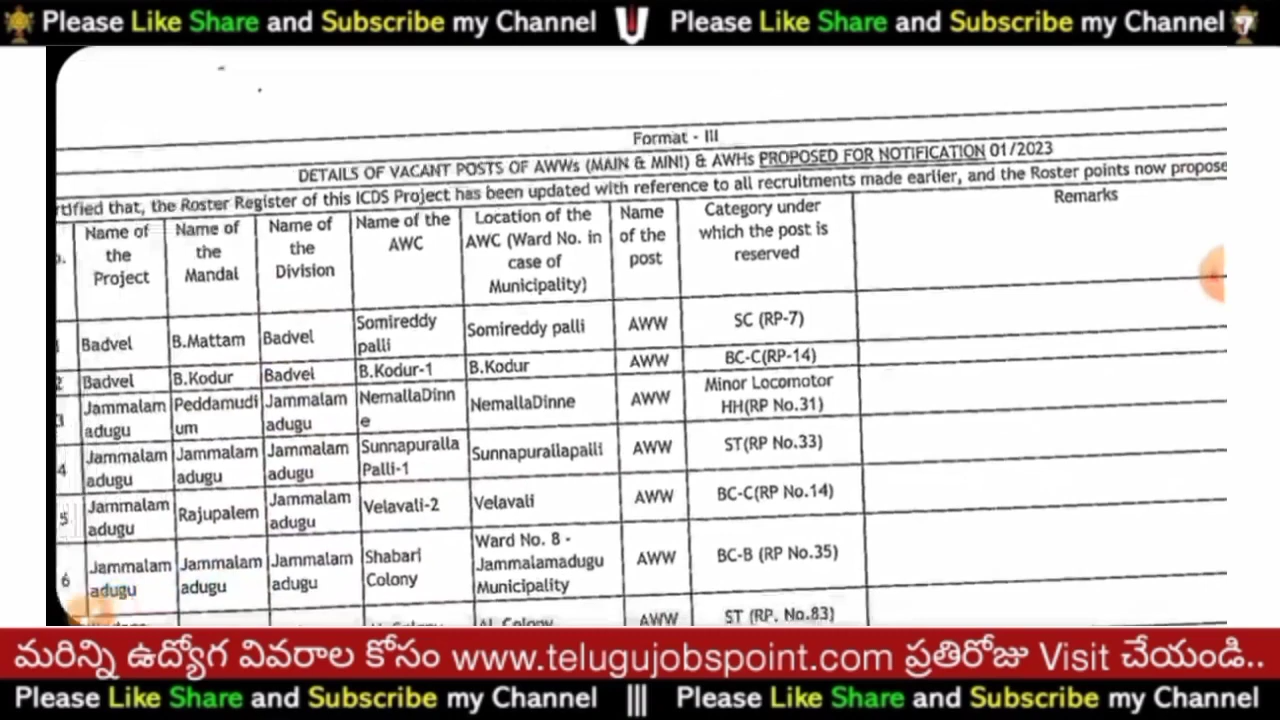 Please Like Share and Subscribe my Channel Please Like Share and Subscribe my Channel
Format - III
DETAILS OF VACANT POSTS OF AWWs (MAIN & MINI) & AWHs PROPOSED FOR NOTIFICATION 01/2023
that, the Roster Register of this ICDS Project has been updated with reference to all recruitments made earlier, and the Roster points now
Name of the Project Name of the Mandal Name of the Division Name of the AWC Location of the AWC (Ward No. in case of Municipality) Name of the post Category under which the post is reserved Remarks
Badvel B.Mattam Badvel Somireddy palli Somireddy palli AWW SC (RP-7)
2 Badvel B.Kodur Badvel B.Kodur-1 B.Kodur AWW BC-C(RP-14)
3 Jammalam adugu Peddamudi um Jammalam adugu NemallaDinn e NemallaDinne AWW Minor Locomotor HH(RP No.31)
4 Jammalam adugu Jammalam adugu Jammalam adugu Sunnapuralla Palli-1 Sunnapurallapalli AWW ST(RP No.33)
5 Jammalam adugu Rajupalem Jammalam adugu Velavali-2 Velavali AWW BC-C(RP No.14)
6 Jammalam adugu Jammalam adugu Jammalam adugu Shabari Colony Ward No. 8 - Jammalamadugu Municipality AWW BC-B (RP No.35)
Colony AWW ST (RP. No.83)
మరిన్ని ఉద్యోగ వివరాల కోసం www.telugujobspoint.com ప్రతిరోజు Visit చేయండి..
Please Like Share and Subscribe my Channel ||| Please Like Share and Subscribe my Channel